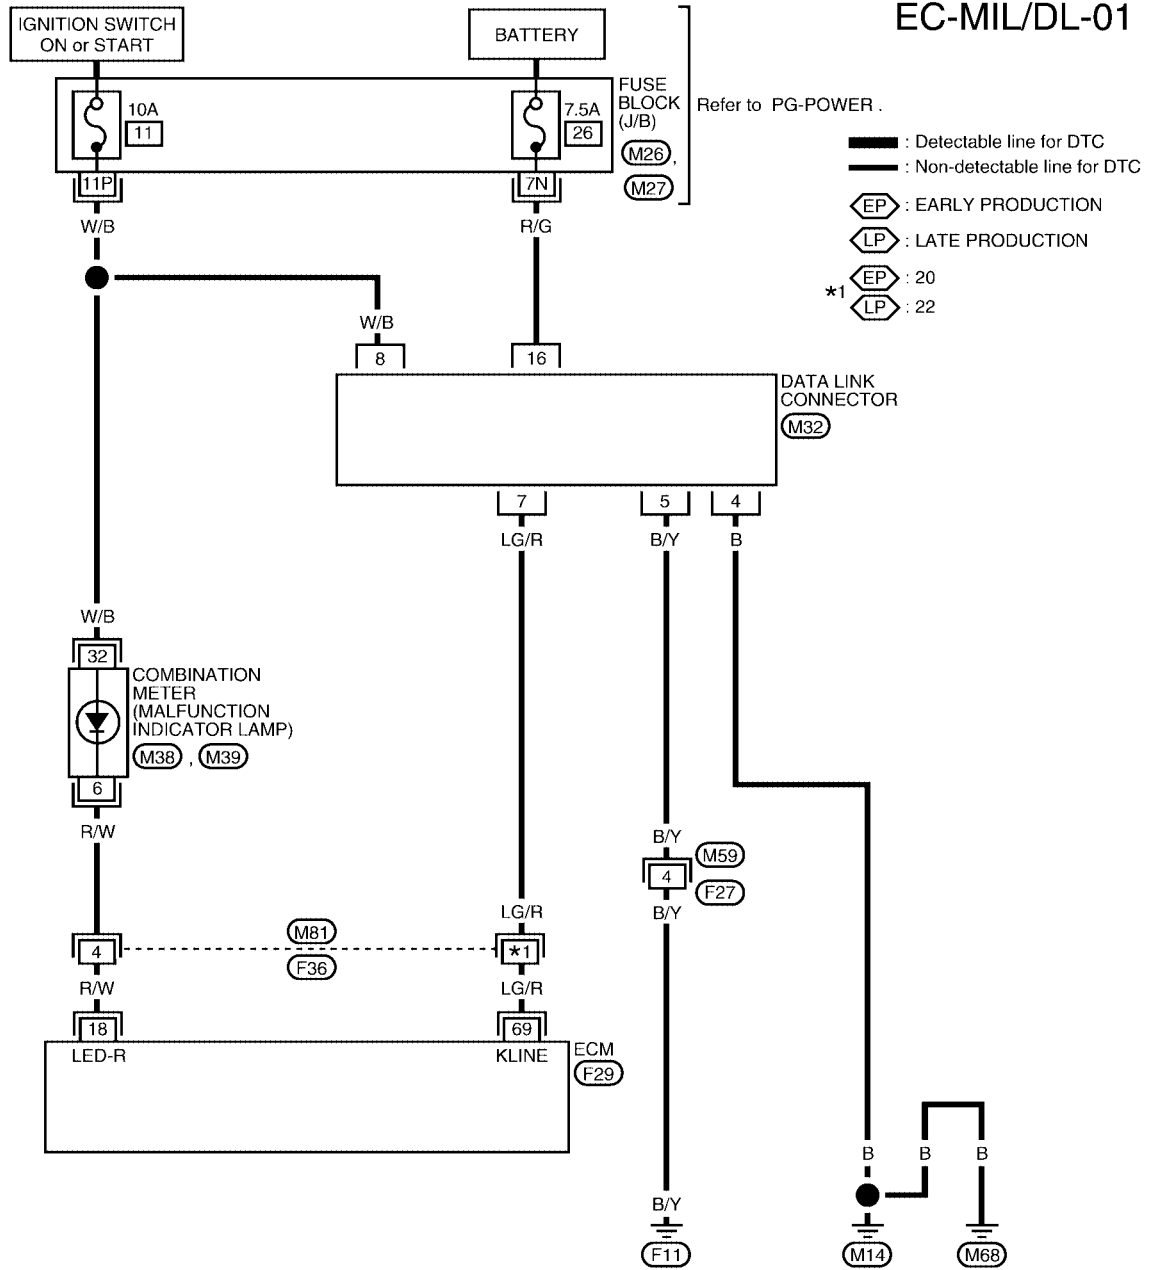 EC-MIL/DL-01
IGNITION SWITCH
ON or START
BATTERY
10A
11
7.5A
26
FUSE
BLOCK
(J/B)
M26 ,
M27
Refer to PG-POWER .
: Detectable line for DTC
: Non-detectable line for DTC
EP : EARLY PRODUCTION
LP : LATE PRODUCTION
*1
EP : 20
LP : 22
11P
7N
W/B
R/G
W/B
8
16
DATA LINK
CONNECTOR
M32
7
5
4
LG/R
B/Y
B
W/B
32
COMBINATION
METER
(MALFUNCTION
INDICATOR LAMP)
M38 , M39
6
R/W
B/Y
M59
4
F27
B/Y
LG/R
M81
4
*1
F36
R/W
LG/R
18
69
LED-R
KLINE
ECM
F29
B
B
B
B/Y
F11
M14
M68